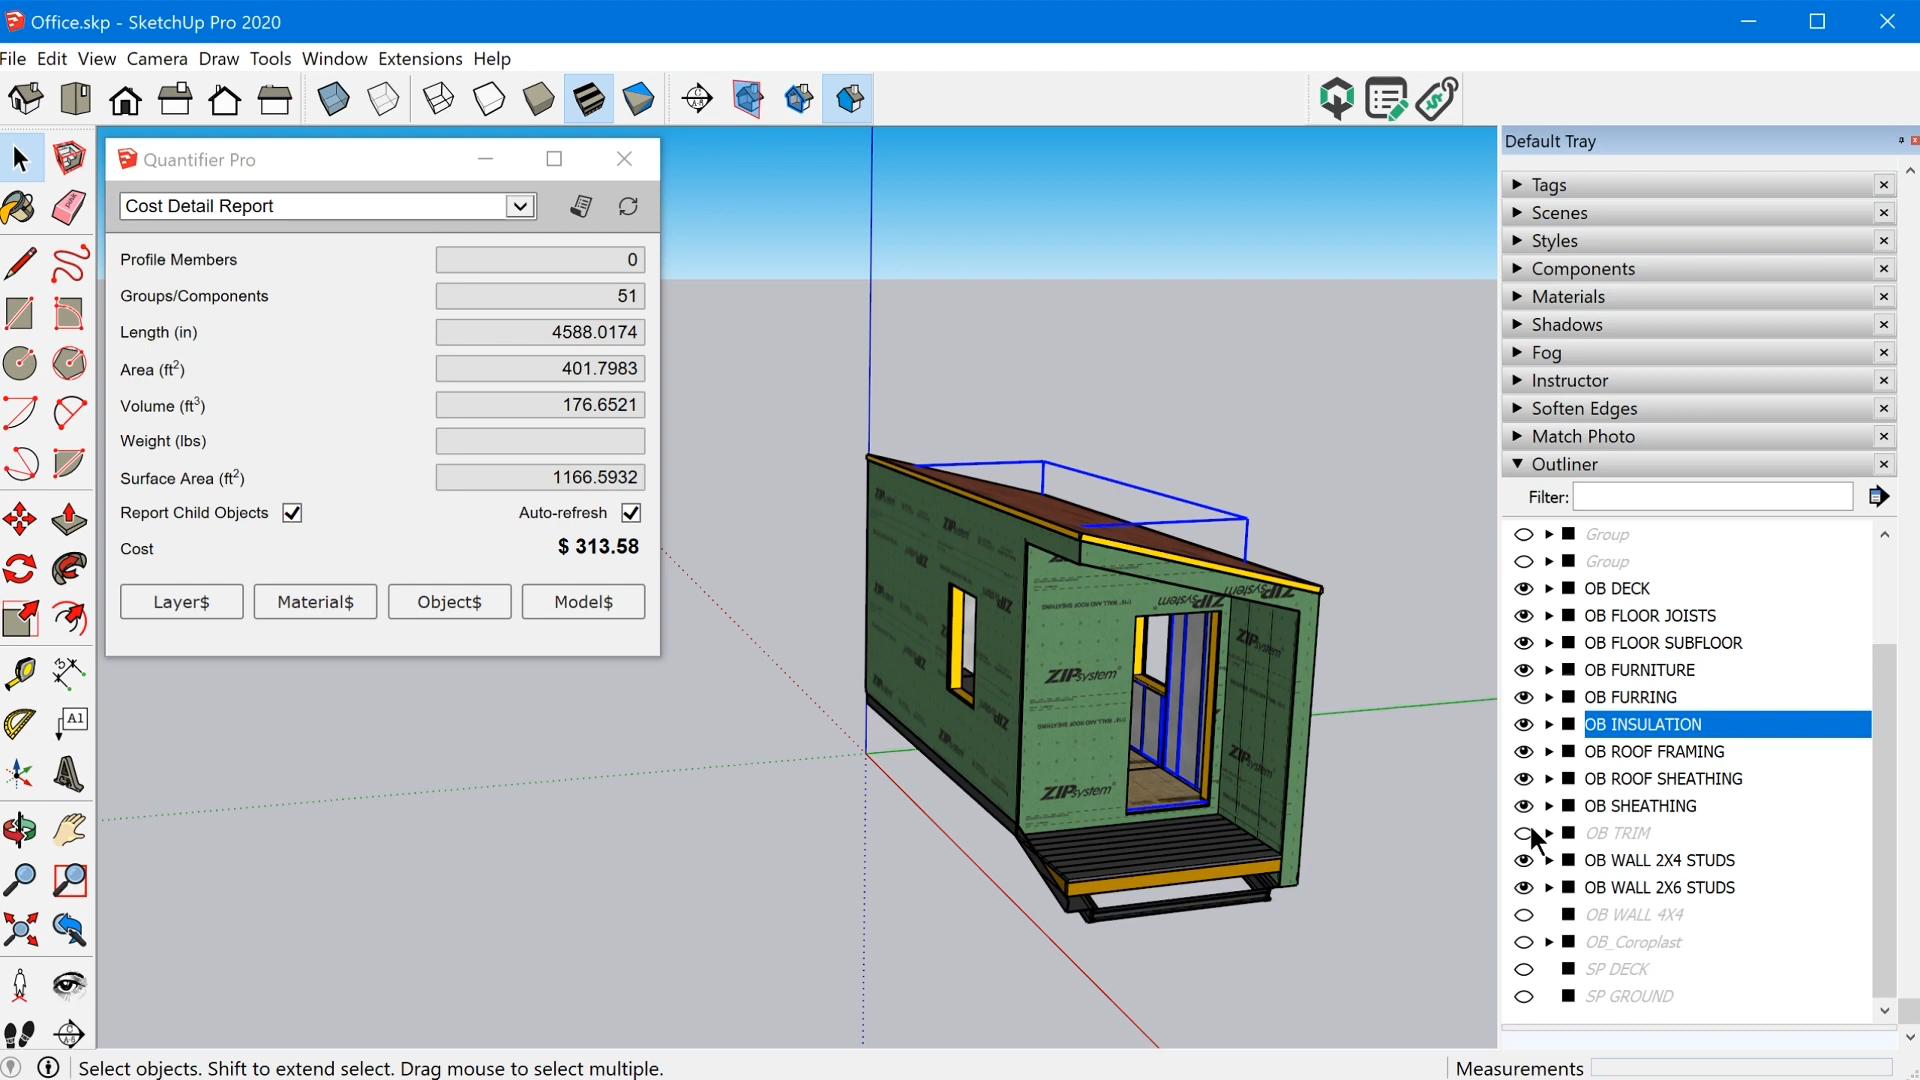 Office.skp - SketchUp Pro 2020
File Edit View Camera Draw Tools Window Extensions Help
Default Tray
Quantifier Pro
Cost Detail Report
Profile Members 0
Groups/Components 51
Length (in) 4588.0174
Area (ft²) 401.7983
Volume (ft³) 176.6521
Weight (lbs)
Surface Area (ft²) 1166.5932
Report Child Objects Auto-refresh
Cost $ 313.58
Layer$ Material$ Object$ Model$
Tags
Scenes
Styles
Components
Materials
Shadows
Fog
Instructor
Soften Edges
Match Photo
Outliner
Filter:
Group
Group
OB DECK
OB FLOOR JOISTS
OB FLOOR SUBFLOOR
OB FURNITURE
OB FURRING
OB INSULATION
OB ROOF FRAMING
OB ROOF SHEATHING
OB SHEATHING
OB TRIM
OB WALL 2X4 STUDS
OB WALL 2X6 STUDS
OB WALL 4X4
OB_Coroplast
SP DECK
SP GROUND
A1
ZIPsystem
ZIPsystem
ZIPsystem
ZIPsystem
ZIPsystem
Select objects. Shift to extend select. Drag mouse to select multiple.
Measurements